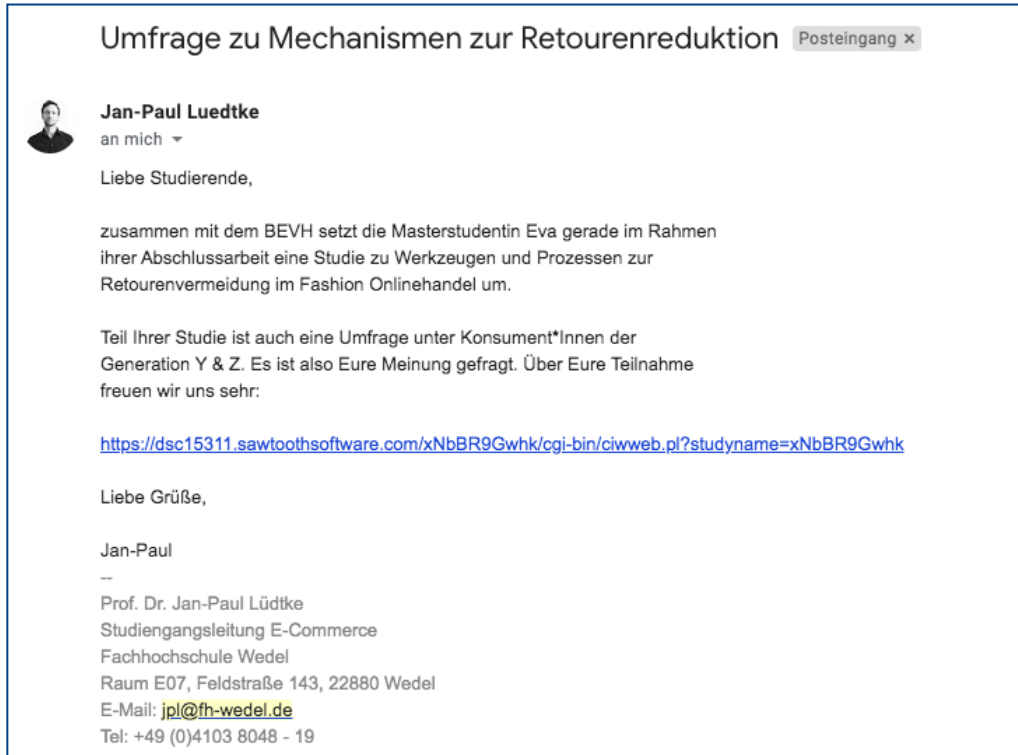 Umfrage zu Mechanismen zur Retourenreduktion Posteingang ×
Jan-Paul Luedtke
an mich
Liebe Studierende,
zusammen mit dem BEVH setzt die Masterstudentin Eva gerade im Rahmen
ihrer Abschlussarbeit eine Studie zu Werkzeugen und Prozessen zur
Retourenvermeidung im Fashion Onlinehandel um.
Teil Ihrer Studie ist auch eine Umfrage unter Konsument*Innen der
Generation Y & Z. Es ist also Eure Meinung gefragt. Über Eure Teilnahme
freuen wir uns sehr:
https://dsc15311.sawtoothsoftware.com/xNbBR9Gwhk/cgi-bin/ciwweb.pl?studyname=xNbBR9Gwhk
Liebe Grüße,
Jan-Paul
--
Prof. Dr. Jan-Paul Lüdtke
Studiengangsleitung E-Commerce
Fachhochschule Wedel
Raum E07, Feldstraße 143, 22880 Wedel
E-Mail: jpl@fh-wedel.de
Tel: +49 (0)4103 8048 - 19